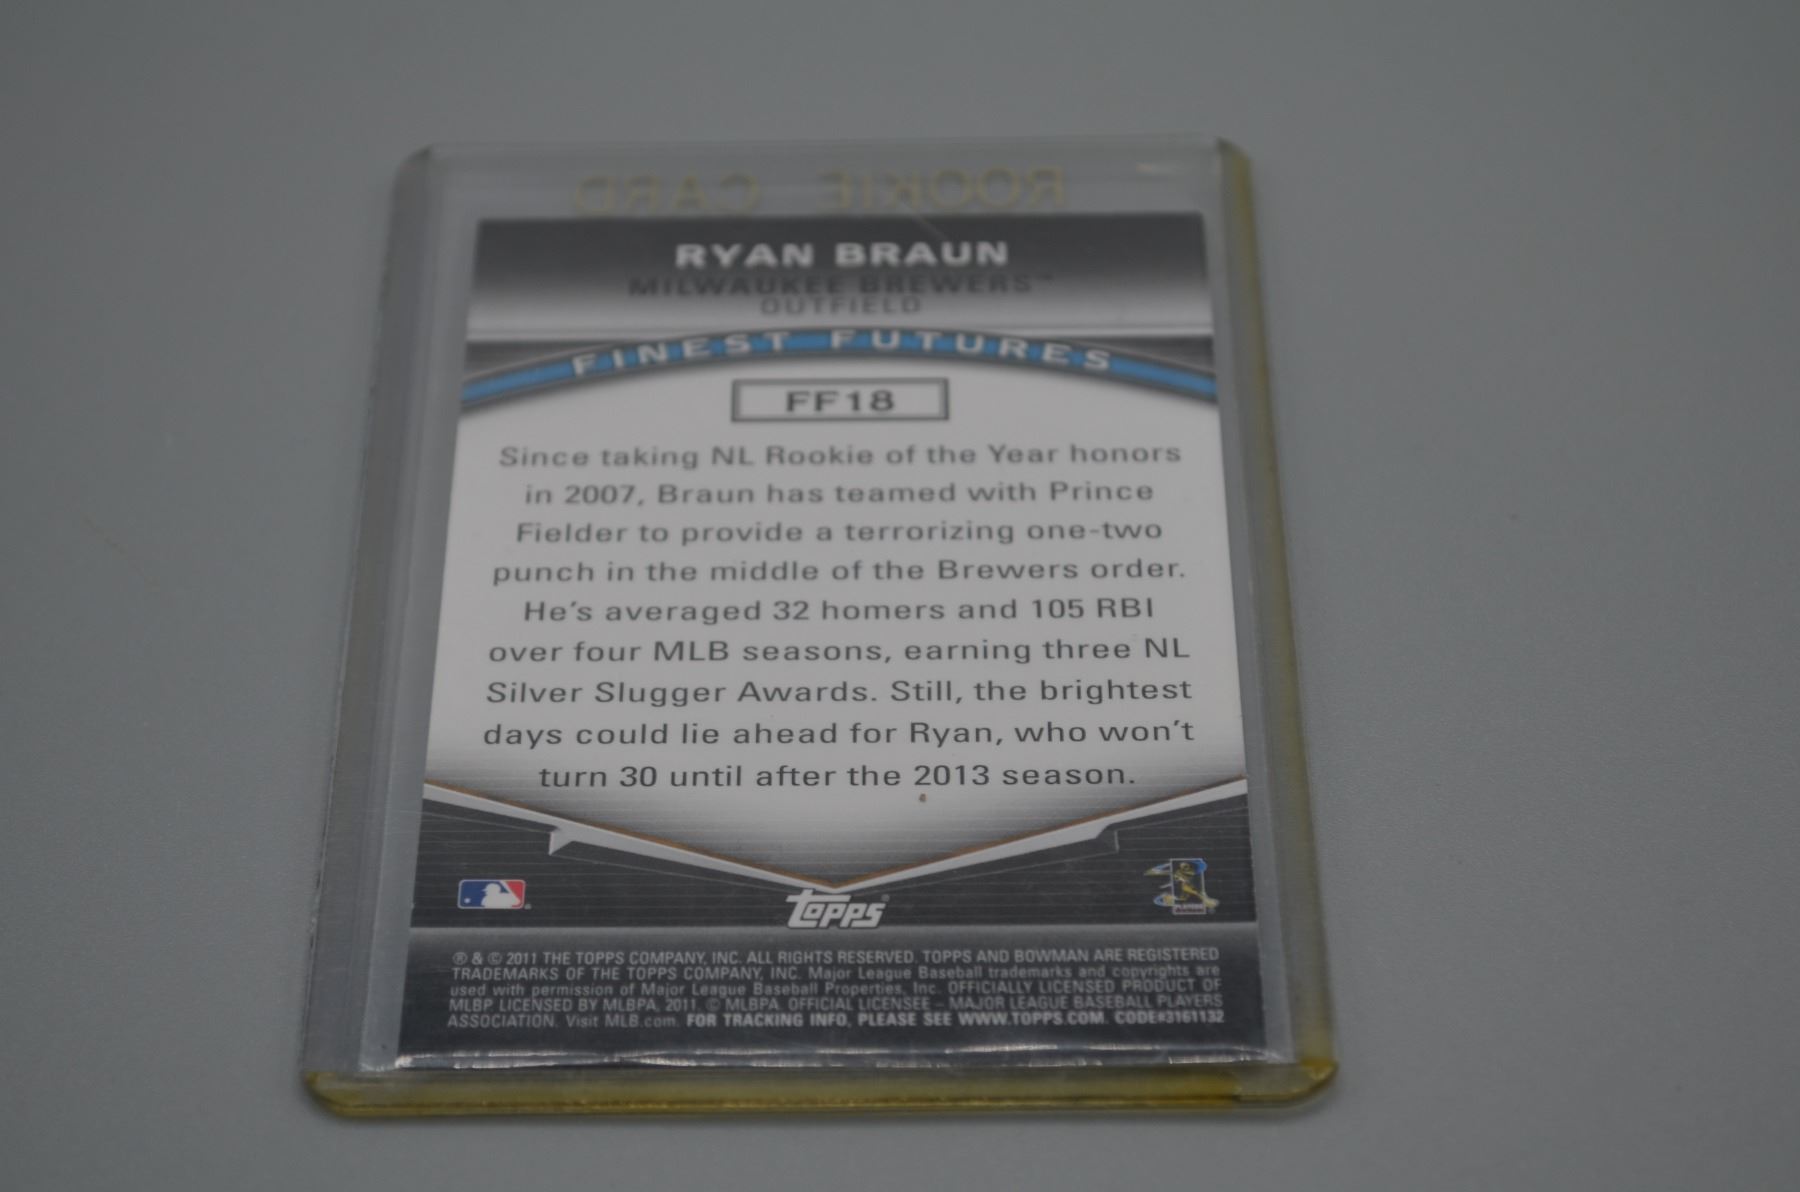 ROOKIE CARD
RYAN BRAUN
MILWAUKEE BREWERS™
OUTFIELD
FINEST FUTURES
FF18
Since taking NL Rookie of the Year honors
in 2007, Braun has teamed with Prince
Fielder to provide a terrorizing one-two
punch in the middle of the Brewers order.
He's averaged 32 homers and 105 RBI
over four MLB seasons, earning three NL
Silver Slugger Awards. Still, the brightest
days could lie ahead for Ryan, who won't
turn 30 until after the 2013 season.
Topps®
® & © 2011 THE TOPPS COMPANY, INC. ALL RIGHTS RESERVED. TOPPS AND BOWMAN ARE REGISTERED
TRADEMARKS OF THE TOPPS COMPANY, INC. Major League Baseball trademarks and copyrights are
used with permission of Major League Baseball Properties, Inc. OFFICIALLY LICENSED PRODUCT OF
MLBP LICENSED BY MLBPA, 2011. © MLBPA. OFFICIAL LICENSEE – MAJOR LEAGUE BASEBALL PLAYERS
ASSOCIATION. Visit MLB.com. FOR TRACKING INFO, PLEASE SEE WWW.TOPPS.COM. CODE#3161132